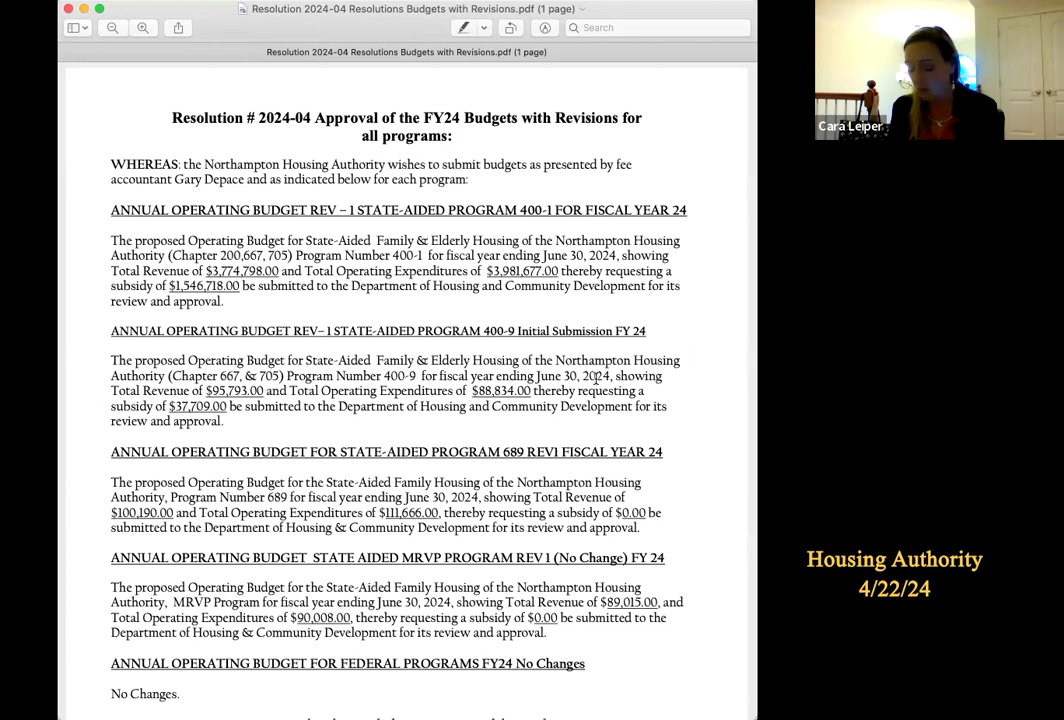 Resolution 2024-04 Resolutions Budgets with Revisions.pdf (1 page)
Search
Resolution 2024-04 Resolutions Budgets with Revisions.pdf (1 page)
Resolution # 2024-04 Approval of the FY24 Budgets with Revisions for
all programs:
WHEREAS: the Northampton Housing Authority wishes to submit budgets as presented by fee
accountant Gary Depace and as indicated below for each program:
ANNUAL OPERATING BUDGET REV – 1 STATE-AIDED PROGRAM 400-1 FOR FISCAL YEAR 24
The proposed Operating Budget for State-Aided Family & Elderly Housing of the Northampton Housing
Authority (Chapter 200,667, 705) Program Number 400-1 for fiscal year ending June 30, 2024, showing
Total Revenue of $3,774,798.00 and Total Operating Expenditures of $3,981,677.00 thereby requesting a
subsidy of $1,546,718.00 be submitted to the Department of Housing and Community Development for its
review and approval.
ANNUAL OPERATING BUDGET REV– 1 STATE-AIDED PROGRAM 400-9 Initial Submission FY 24
The proposed Operating Budget for State-Aided Family & Elderly Housing of the Northampton Housing
Authority (Chapter 667, & 705) Program Number 400-9 for fiscal year ending June 30, 2024, showing
Total Revenue of $95,793.00 and Total Operating Expenditures of $88,834.00 thereby requesting a
subsidy of $37,709.00 be submitted to the Department of Housing and Community Development for its
review and approval.
ANNUAL OPERATING BUDGET FOR STATE-AIDED PROGRAM 689 REV1 FISCAL YEAR 24
The proposed Operating Budget for the State-Aided Family Housing of the Northampton Housing
Authority, Program Number 689 for fiscal year ending June 30, 2024, showing Total Revenue of
$100,190.00 and Total Operating Expenditures of $111,666.00, thereby requesting a subsidy of $0.00 be
submitted to the Department of Housing & Community Development for its review and approval.
ANNUAL OPERATING BUDGET STATE AIDED MRVP PROGRAM REV 1 (No Change) FY 24
The proposed Operating Budget for the State-Aided Family Housing of the Northampton Housing
Authority, MRVP Program for fiscal year ending June 30, 2024, showing Total Revenue of $89,015.00, and
Total Operating Expenditures of $90,008.00, thereby requesting a subsidy of $0.00 be submitted to the
Department of Housing & Community Development for its review and approval.
ANNUAL OPERATING BUDGET FOR FEDERAL PROGRAMS FY24 No Changes
No Changes.
Cara Leiper
Housing Authority
4/22/24